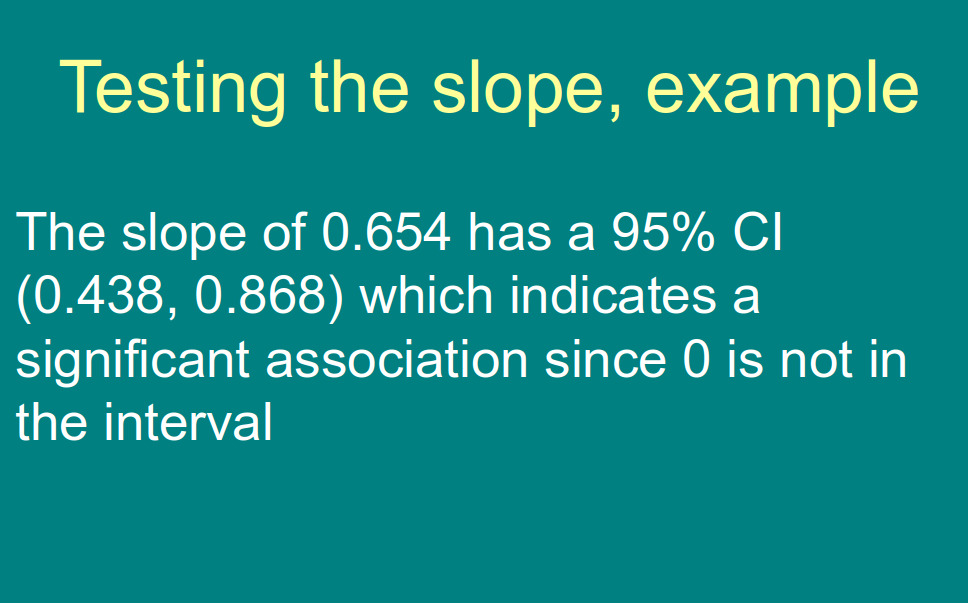 Testing the slope, example
The slope of 0.654 has a 95% CI
(0.438, 0.868) which indicates a
significant association since 0 is not in
the interval